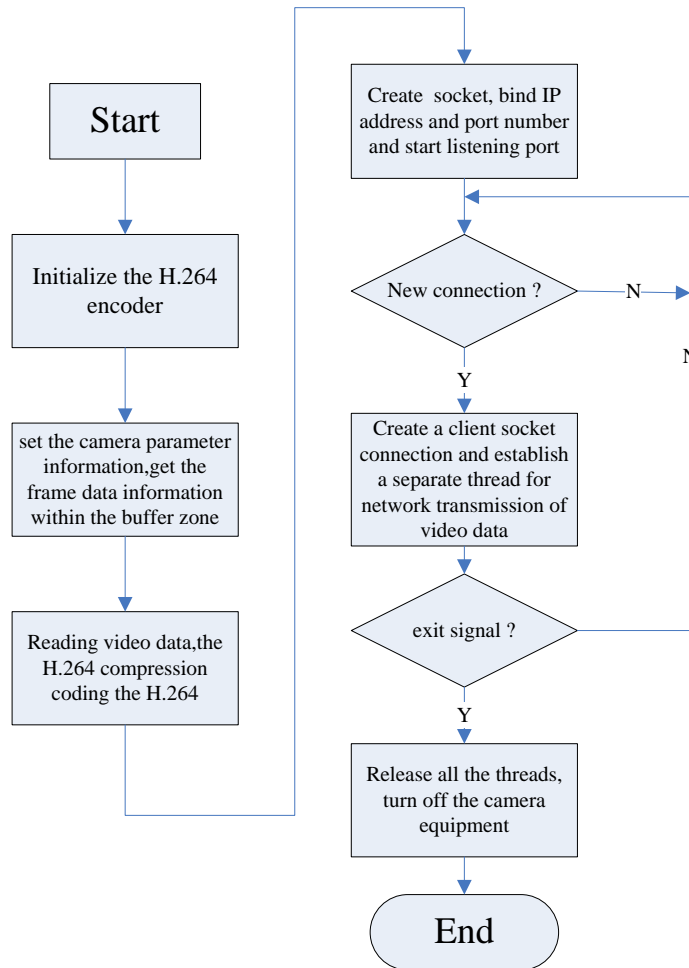 Start
Initialize the H.264
encoder
set the camera parameter
information,get the
frame data information
within the buffer zone
Reading video data,the
H.264 compression
coding the H.264
Create socket, bind IP
address and port number
and start listening port
New connection ?
N
N
Y
Create a client socket
connection and establish
a separate thread for
network transmission of
video data
exit signal ?
Y
Release all the threads,
turn off the camera
equipment
End